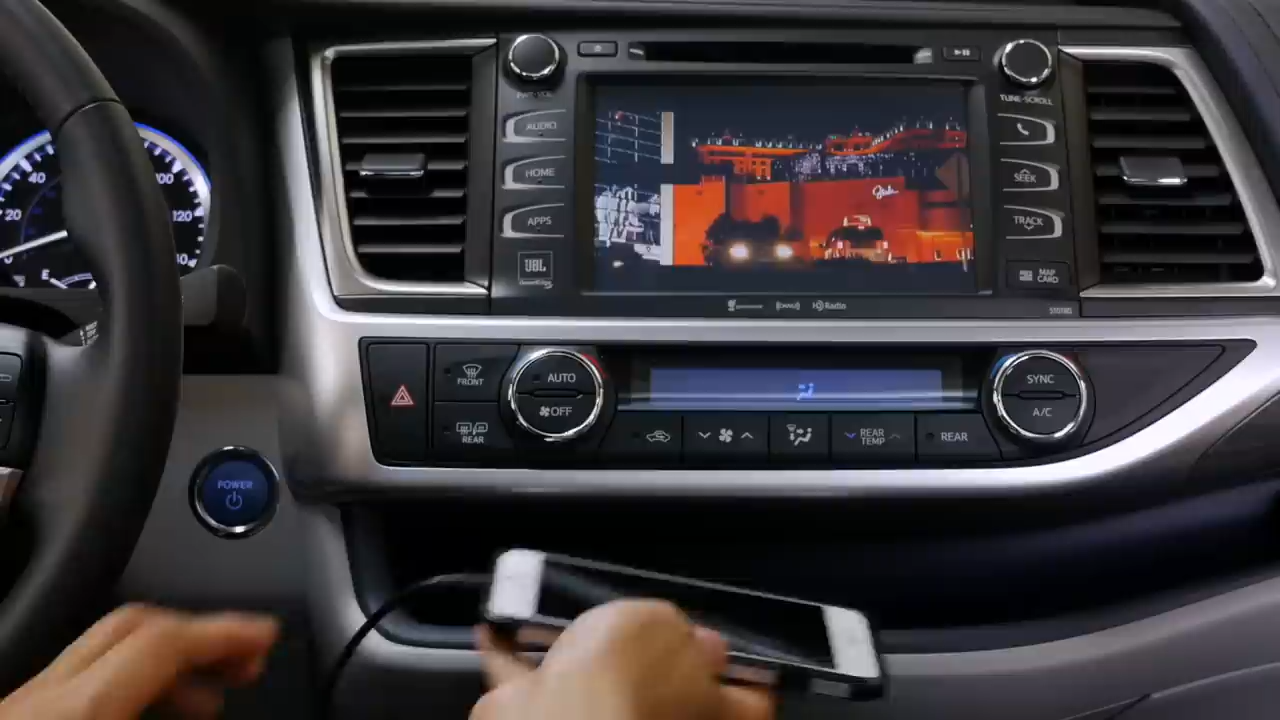 AUDIO
HOME
APPS
JBL
TUNE•SCROLL
SEEK
TRACK
MAP
CARD
HD Radio
40
20
100
120
E
FRONT
REAR
AUTO
OFF
REAR
TEMP
REAR
SYNC
A/C
POWER